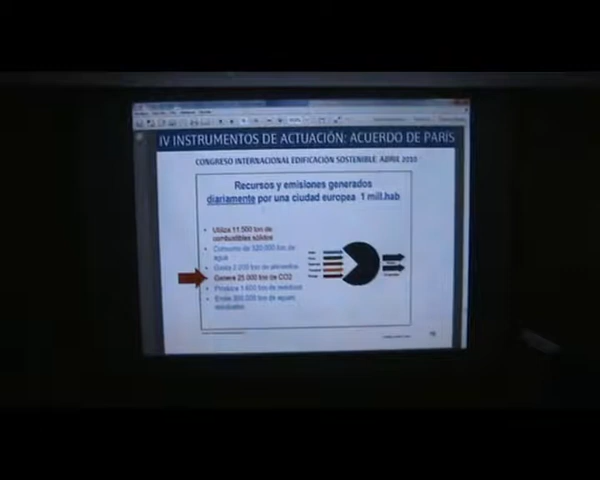 IV INSTRUMENTOS DE ACTUACIÓN: ACUERDO DE PARÍS
CONGRESO INTERNACIONAL EDIFICACIÓN SOSTENIBLE. ABRIL 2010
Recursos y emisiones generados
diariamente por una ciudad europea 1 mill.hab
• Utiliza 11.500 ton de
combustibles sólidos
• Consumo de 320.000 ton de
agua
• Gasta 2.000 ton de alimentos
• Genera 25.000 ton de CO2
• Produce 1.600 ton de residuos
• Emite 300.000 ton de aguas
residuales